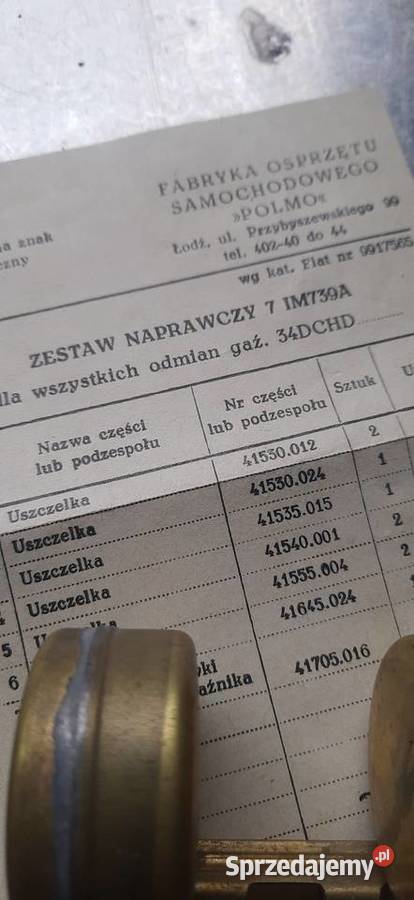 FABRYKA OSPRZĘTU
SAMOCHODOWEGO
»POLMO«
Łódź, ul. Przybyszewskiego 99
tel. 402-40 do 44
znak
wg kat. Fiat nr 9917565
ZESTAW NAPRAWCZY 7 IM739A
dla wszystkich odmian gaź. 34DCHD
Nazwa części
lub podzespołu
Nr części
lub podzespołu
Sztuk
Uszczelka 41530.012 2
Uszczelka 41530.024 1
Uszczelka 41535.015 1
Uszczelka 41540.001 2
5 41555.004 2
6 41645.024
41705.016
Sprzedajemy.pl